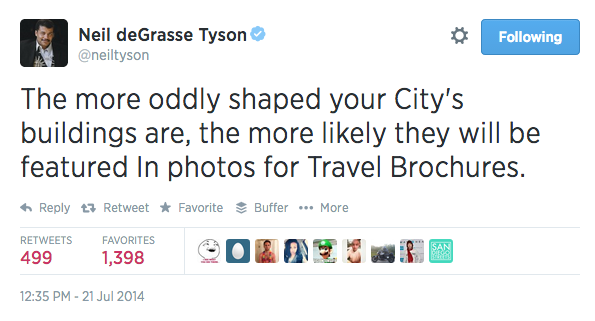 Neil deGrasse Tyson
@neiltyson
Following
The more oddly shaped your City's
buildings are, the more likely they will be
featured In photos for Travel Brochures.
Reply Retweet Favorite Buffer More
RETWEETS FAVORITES
499 1,398
12:35 PM - 21 Jul 2014